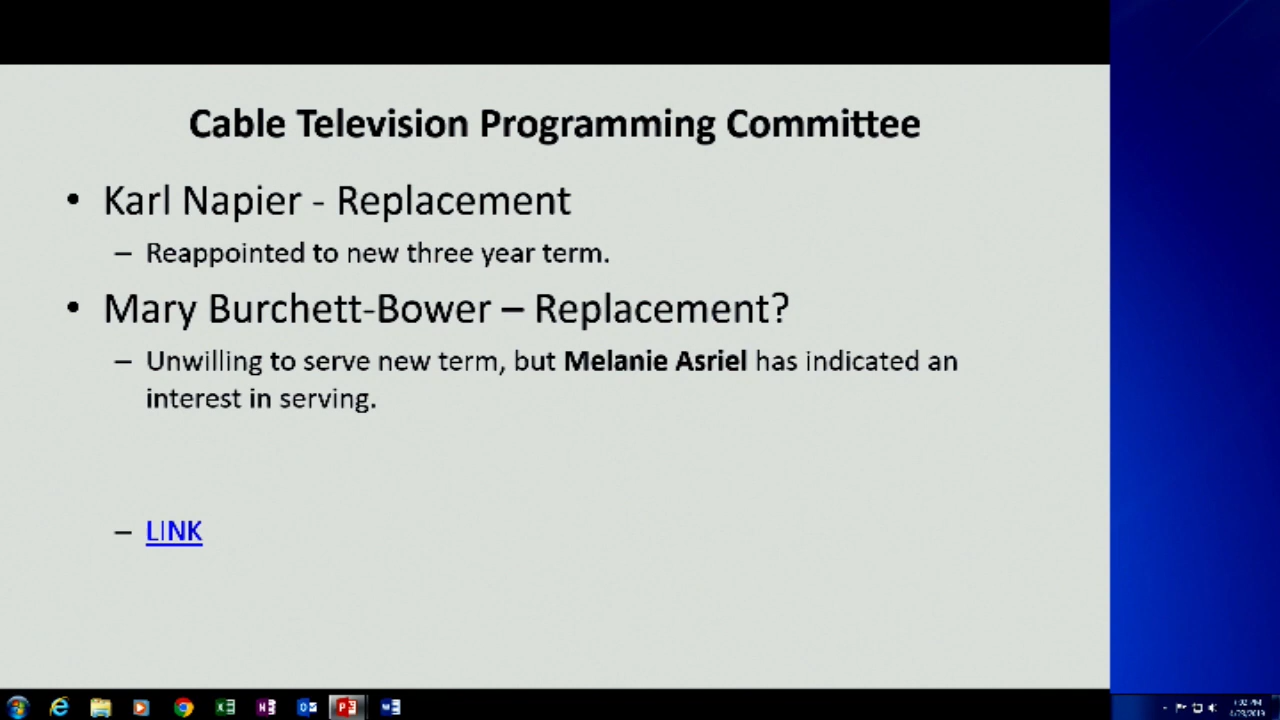 Cable Television Programming Committee
• Karl Napier - Replacement
– Reappointed to new three year term.
• Mary Burchett-Bower – Replacement?
– Unwilling to serve new term, but Melanie Asriel has indicated an
interest in serving.
– LINK